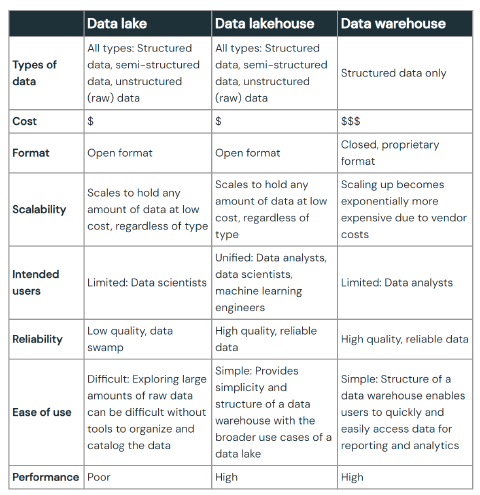 Data lake Data lakehouse Data warehouse
Types of data
All types: Structured
data, semi-structured
data, unstructured
(raw) data
All types: Structured
data, semi-structured
data, unstructured
(raw) data
Structured data only
Cost
$
$
$$$
Format
Open format
Open format
Closed, proprietary
format
Scalability
Scales to hold any
amount of data at low
cost, regardless of type
Scales to hold any
amount of data at low
cost, regardless of
type
Scaling up becomes
exponentially more
expensive due to vendor
costs
Intended
users
Limited: Data scientists
Unified: Data analysts,
data scientists,
machine learning
engineers
Limited: Data analysts
Reliability
Low quality, data
swamp
High quality, reliable
data
High quality, reliable data
Ease of use
Difficult: Exploring large
amounts of raw data
can be difficult without
tools to organize and
catalog the data
Simple: Provides
simplicity and
structure of a data
warehouse with the
broader use cases of a
data lake
Simple: Structure of a
data warehouse enables
users to quickly and
easily access data for
reporting and analytics
Performance
Poor
High
High